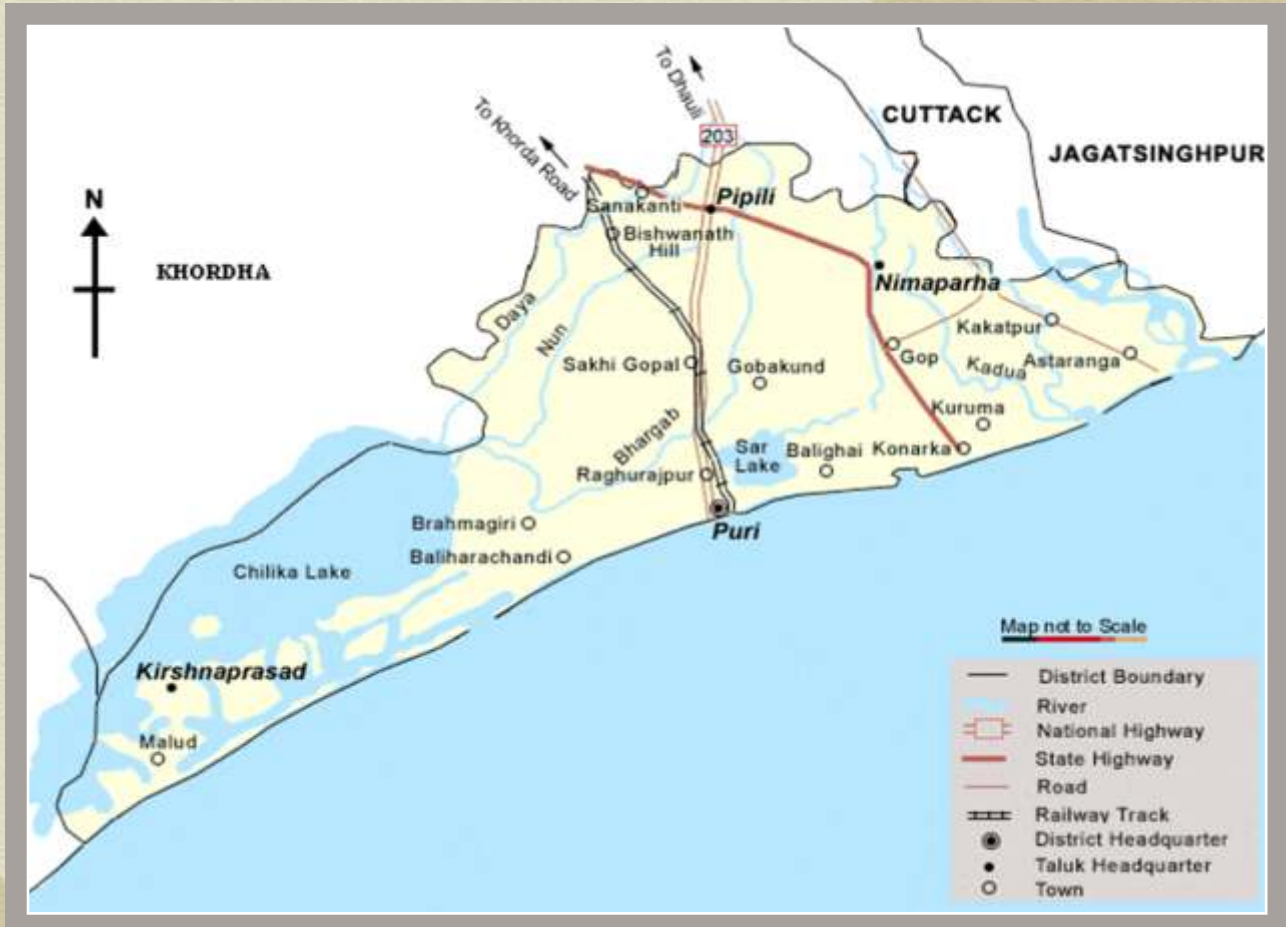 To Dhauli
To Khorda Road
203
CUTTACK
JAGATSINGHPUR
N
KHORDHA
Sanakanti
Pipili
Bishwanath
Hill
Nimaparha
Daya
Nun
Kakatpur
Sakhi Gopal
Gobakund
Gop
Kadua
Astaranga
Kuruma
Bhargab
Sar
Lake
Balighai
Konarka
Raghurajpur
Puri
Brahmagiri
Baliharachandi
Chilika Lake
Kirshnaprasad
Malud
Map not to Scale
District Boundary
River
National Highway
State Highway
Road
Railway Track
District Headquarter
Taluk Headquarter
Town